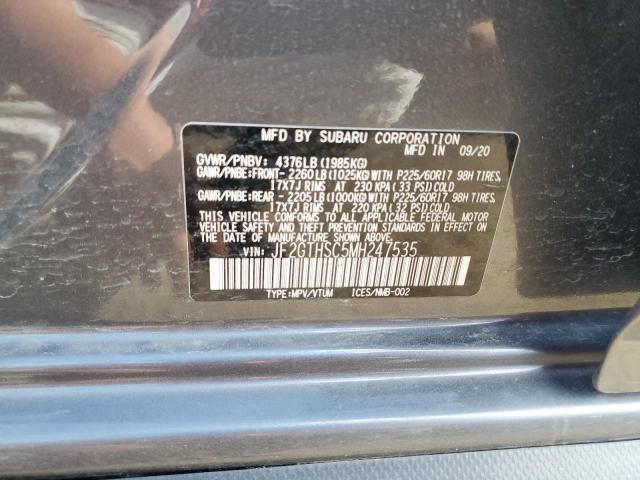 MFD BY SUBARU CORPORATION
MFD IN 09/20
GVWR/PNBV: 4376LB(1985KG)
GAWR/PNBE:FRONT-2260LB(1025KG)WITH P225/60R17 98H TIRES,
17X7J RIMS AT 230 KPA(33 PSI)COLD
GAWR/PNBE:REAR -2205LB(1000KG)WITH P225/60R17 98H TIRES,
17X7J RIMS AT 220 KPA(32 PSI)COLD
THIS VEHICLE CONFORMS TO ALL APPLICABLE FEDERAL MOTOR
VEHICLE SAFETY AND THEFT PREVENTION STANDARDS IN EFFECT
ON THE DATE OF MANUFACTURE SHOWN ABOVE.
VIN: JF2GTHSC5MH247535
TYPE:MPV/VTUM ICES/NMB-002